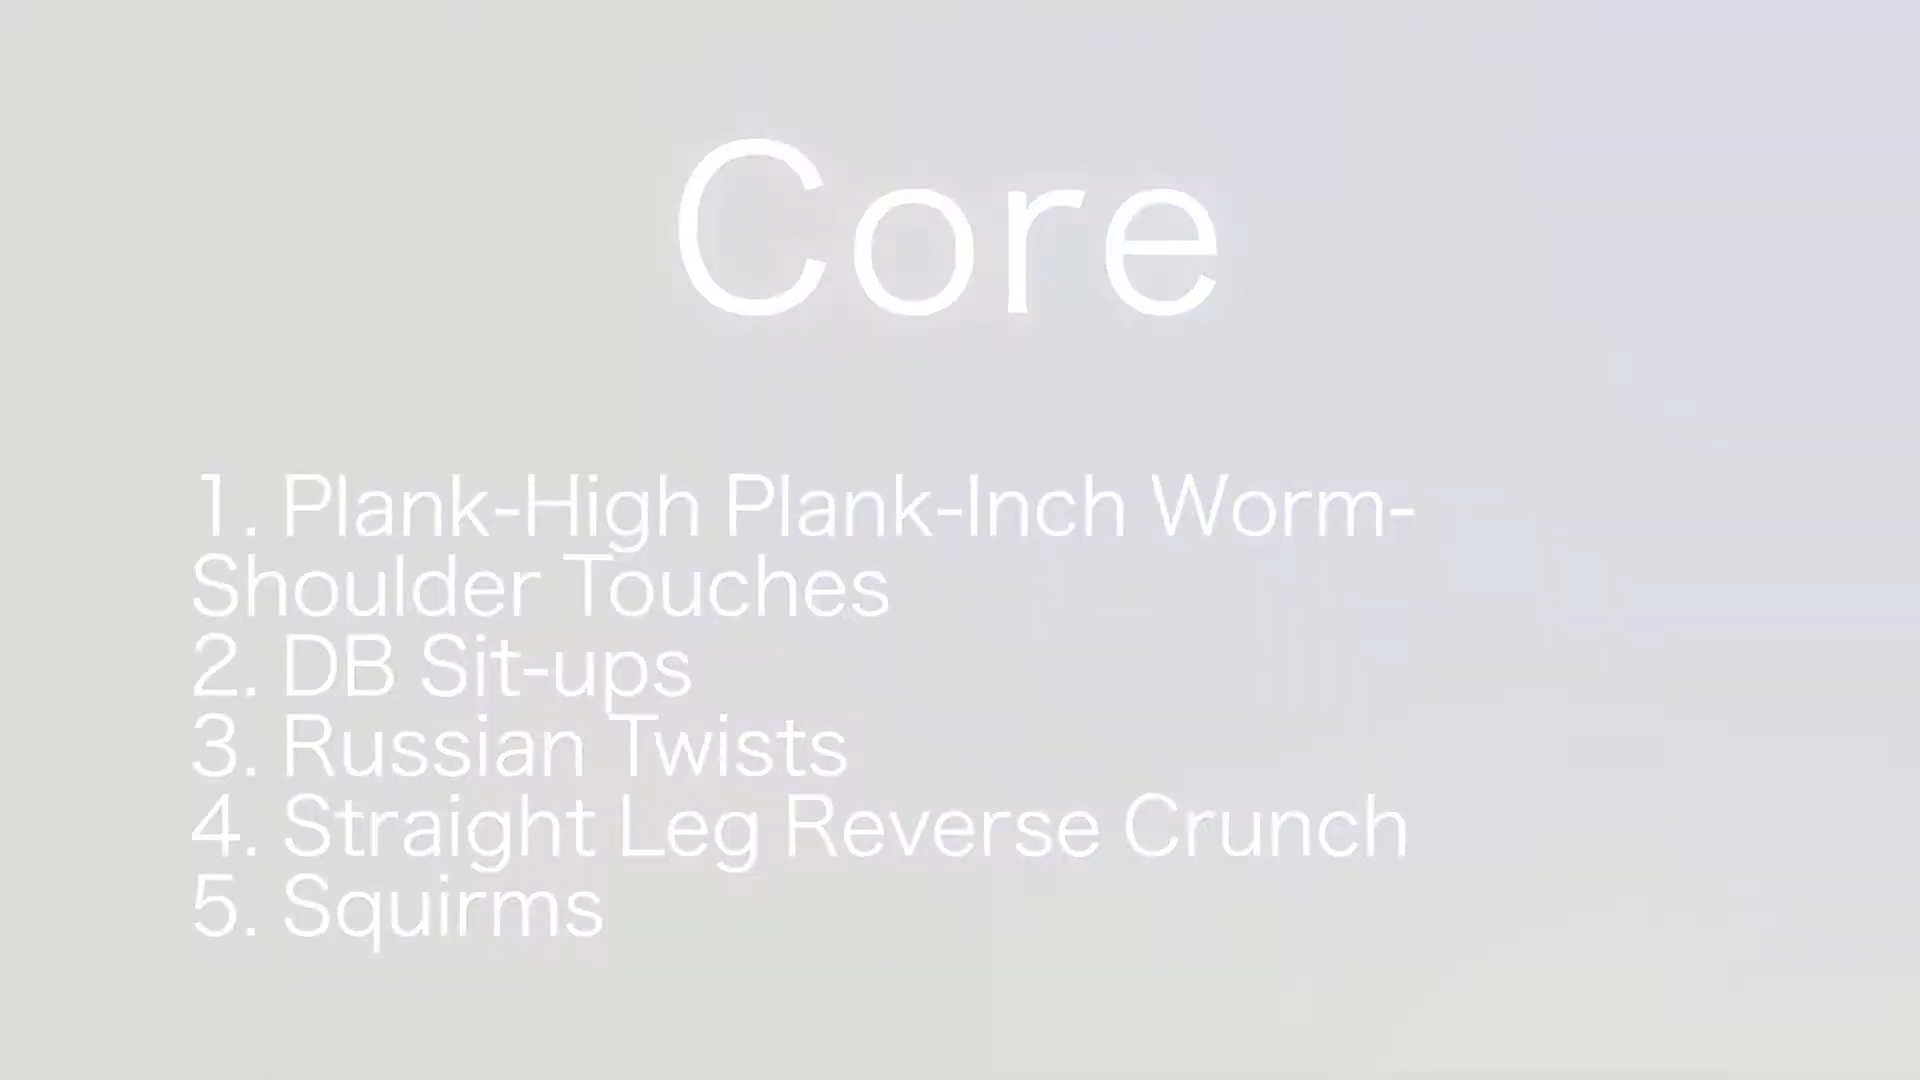 Core
1. Plank-High Plank-Inch Worm-
Shoulder Touches
2. DB Sit-ups
3. Russian Twists
4. Straight Leg Reverse Crunch
5. Squirms